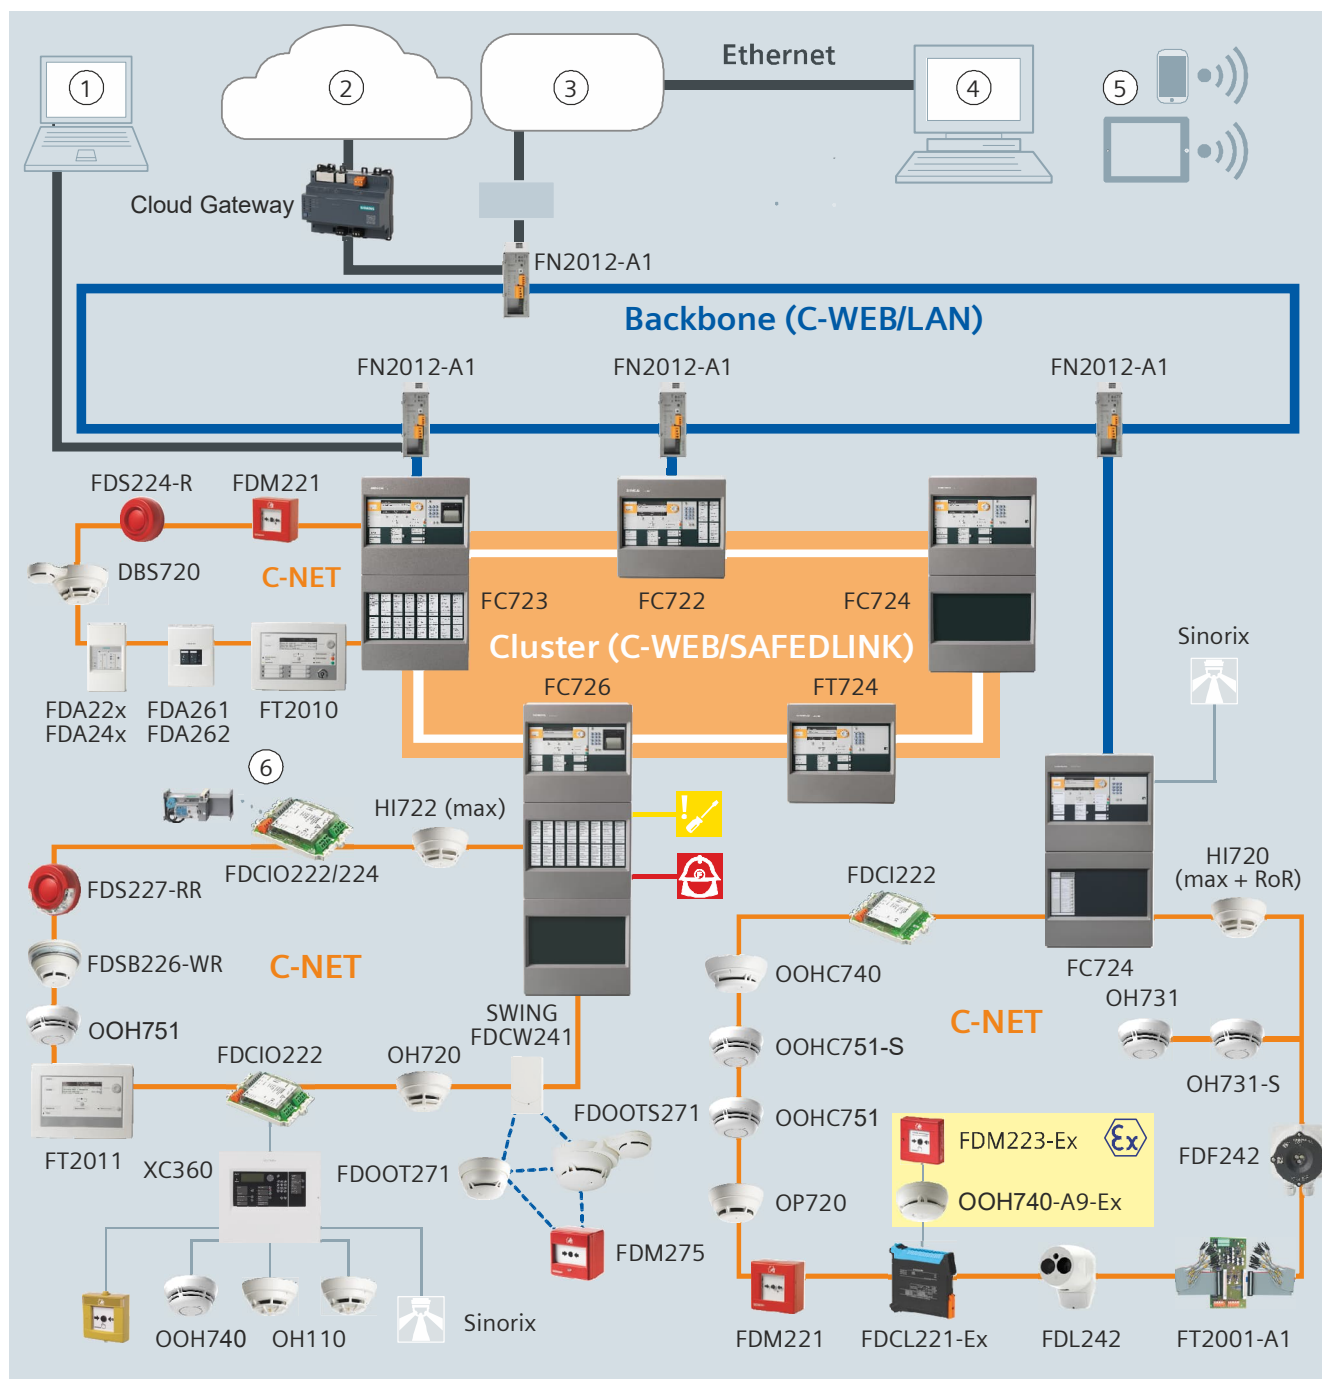 1
2
3
Ethernet
4
5
Cloud Gateway
FN2012-A1
Backbone (C-WEB/LAN)
FN2012-A1
FN2012-A1
FN2012-A1
FDS224-R
FDM221
DBS720
C-NET
FC723
FC722
FC724
Cluster (C-WEB/SAFEDLINK)
Sinorix
FDA22x
FDA24x
FDA261
FDA262
FT2010
FC726
FT724
6
HI722 (max)
FDCIO222/224
FDS227-RR
FDSB226-WR
C-NET
OOH751
SWING
FDCW241
FDCIO222
OH720
FT2011
XC360
FDOOT271
FDOOTS271
FDM275
OOH740
OH110
Sinorix
FDCI222
HI720
(max + RoR)
FC724
OOHC740
OH731
C-NET
OOHC751-S
OH731-S
OOHC751
FDM223-Ex
Ex
FDF242
OP720
OOH740-A9-Ex
FDM221
FDCL221-Ex
FDL242
FT2001-A1